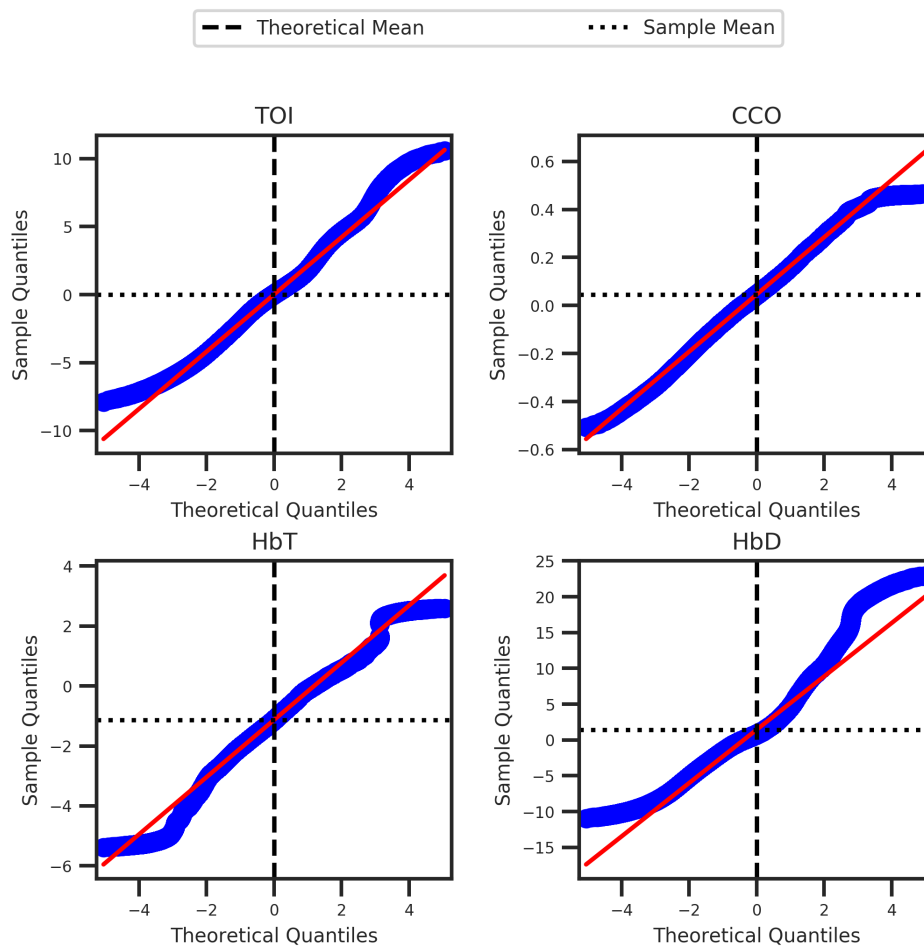 Theoretical Mean Sample Mean
TOI
10
5
0
−5
−10
Sample Quantiles
−4 −2 0 2 4
Theoretical Quantiles
CCO
0.6
0.4
0.2
0.0
−0.2
−0.4
−0.6
Sample Quantiles
−4 −2 0 2 4
Theoretical Quantiles
HbT
4
2
0
−2
−4
−6
Sample Quantiles
−4 −2 0 2 4
Theoretical Quantiles
HbD
25
20
15
10
5
0
−5
−10
−15
Sample Quantiles
−4 −2 0 2 4
Theoretical Quantiles